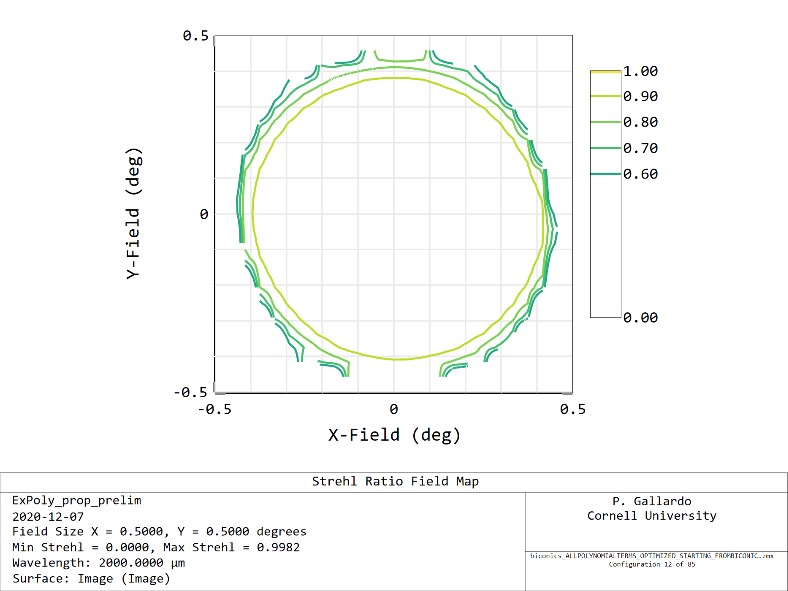 0.5
0
-0.5
Y-Field (deg)
-0.5 0 0.5
X-Field (deg)
1.00
0.90
0.80
0.70
0.60
0.00
Strehl Ratio Field Map
ExPoly_prop_prelim
2020-12-07
Field Size X = 0.5000, Y = 0.5000 degrees
Min Strehl = 0.0000, Max Strehl = 0.9982
Wavelength: 2000.0000 µm
Surface: Image (Image)
P. Gallardo
Cornell University
biconics_ALLPOLYNOMIALTERMS_OPTIMIZED_STARTING_FROMBICONIC.zmx
Configuration 12 of 85